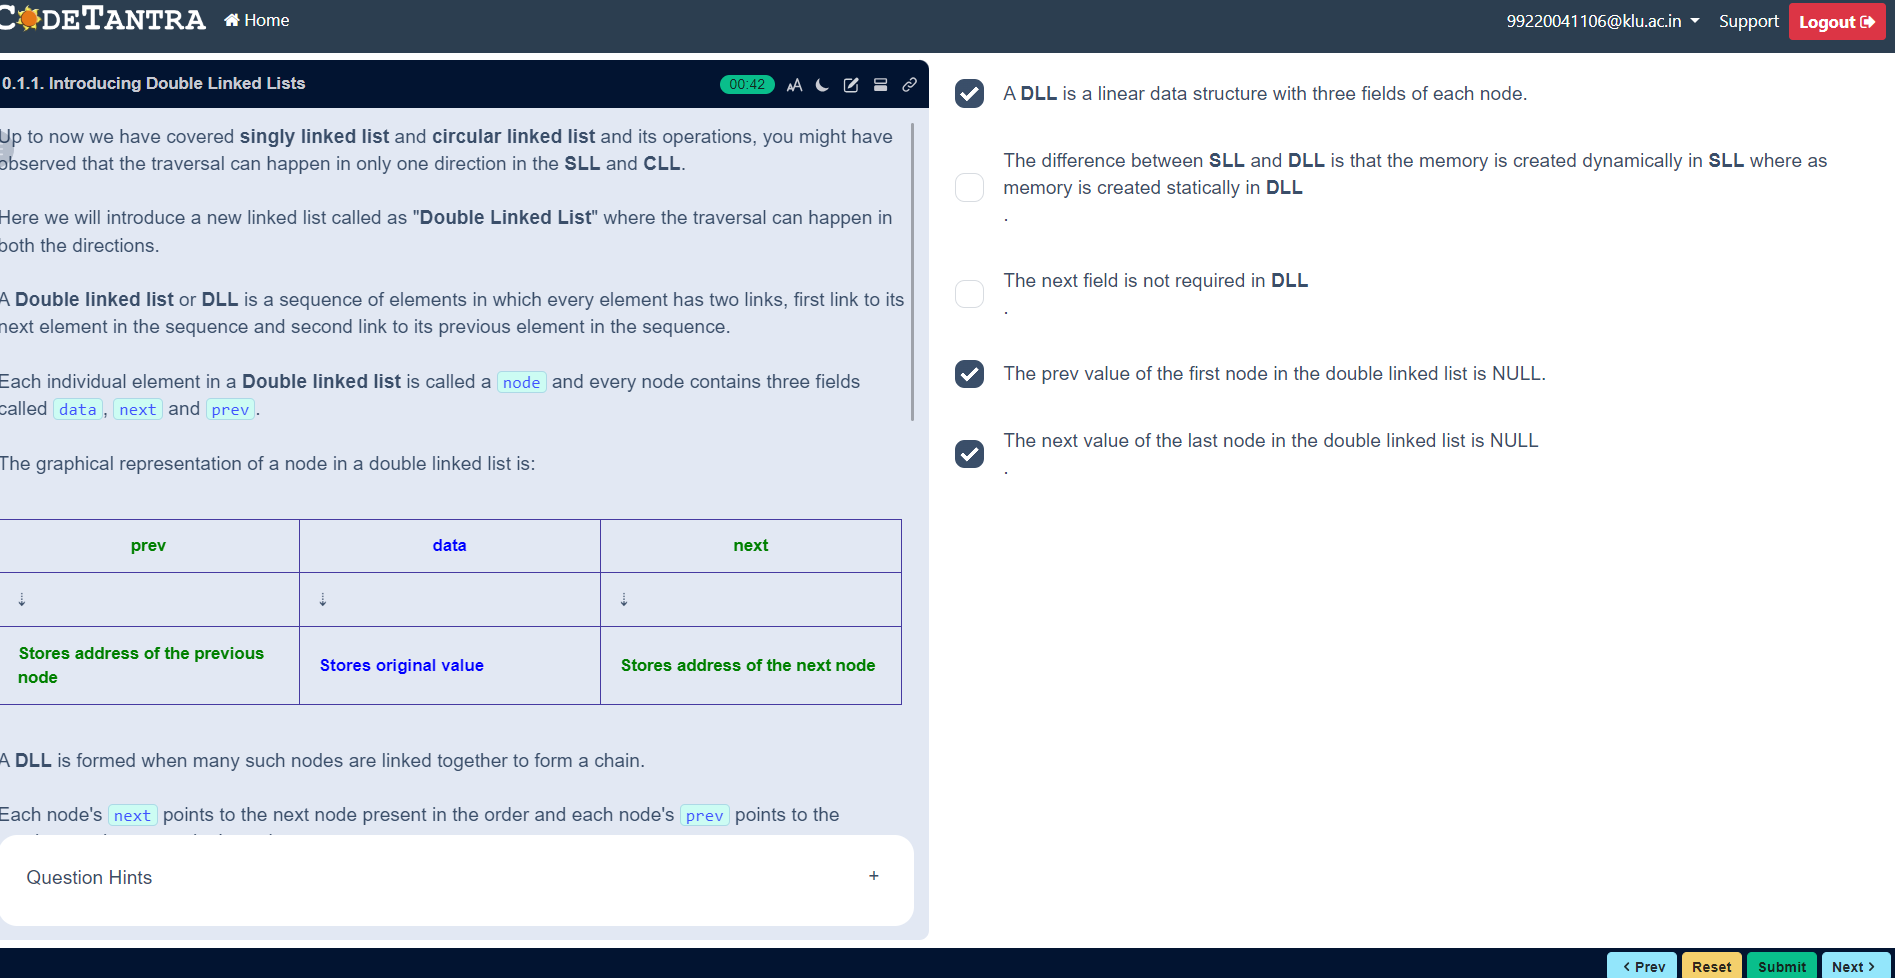 CODETANTRA Home 99220041106@klu.ac.in Support Logout
0.1.1. Introducing Double Linked Lists 00:42 AA
Up to now we have covered singly linked list and circular linked list and its operations, you might have
observed that the traversal can happen in only one direction in the SLL and CLL.
Here we will introduce a new linked list called as "Double Linked List" where the traversal can happen in
both the directions.
A Double linked list or DLL is a sequence of elements in which every element has two links, first link to its
next element in the sequence and second link to its previous element in the sequence.
Each individual element in a Double linked list is called a node and every node contains three fields
called data, next and prev.
The graphical representation of a node in a double linked list is:
prev data next
⇣ ⇣ ⇣
Stores address of the previous
node
Stores original value
Stores address of the next node
A DLL is formed when many such nodes are linked together to form a chain.
Each node's next points to the next node present in the order and each node's prev points to the
Question Hints +
A DLL is a linear data structure with three fields of each node.
The difference between SLL and DLL is that the memory is created dynamically in SLL where as
memory is created statically in DLL
.
The next field is not required in DLL
.
The prev value of the first node in the double linked list is NULL.
The next value of the last node in the double linked list is NULL
.
< Prev Reset Submit Next >